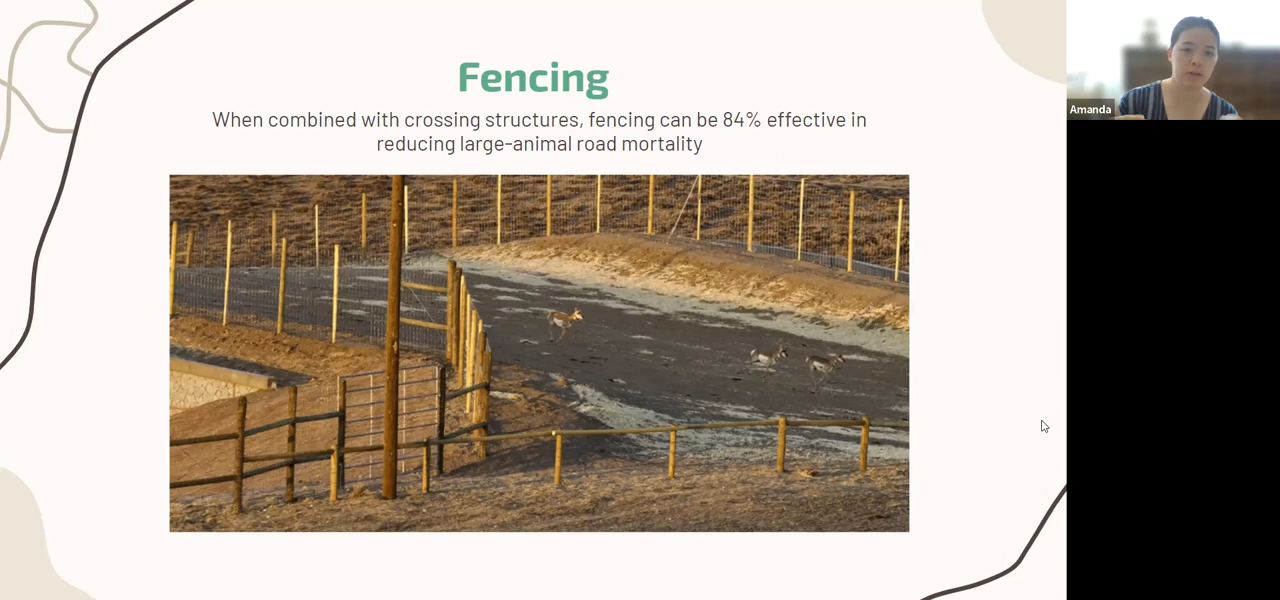 Fencing
When combined with crossing structures, fencing can be 84% effective in
reducing large-animal road mortality
Amanda